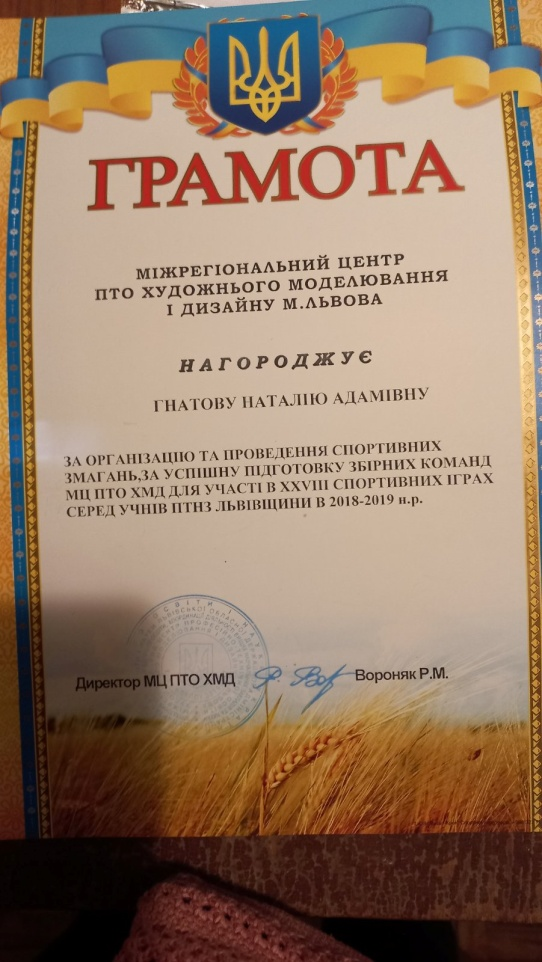 ГРАМОТА
МІЖРЕГІОНАЛЬНИЙ ЦЕНТР
ПТО ХУДОЖНЬОГО МОДЕЛЮВАННЯ
І ДИЗАЙНУ М.ЛЬВОВА
НАГОРОДЖУЄ
ГНАТОВУ НАТАЛІЮ АДАМІВНУ
ЗА ОРГАНІЗАЦІЮ ТА ПРОВЕДЕННЯ СПОРТИВНИХ
ЗМАГАНЬ,ЗА УСПІШНУ ПІДГОТОВКУ ЗБІРНИХ КОМАНД
МЦ ПТО ХМД ДЛЯ УЧАСТІ В XXVIII СПОРТИВНИХ ІГРАХ
СЕРЕД УЧНІВ ПТНЗ ЛЬВІВЩИНИ В 2018-2019 н.р.
Директор МЦ ПТО ХМД Вороняк Р.М.